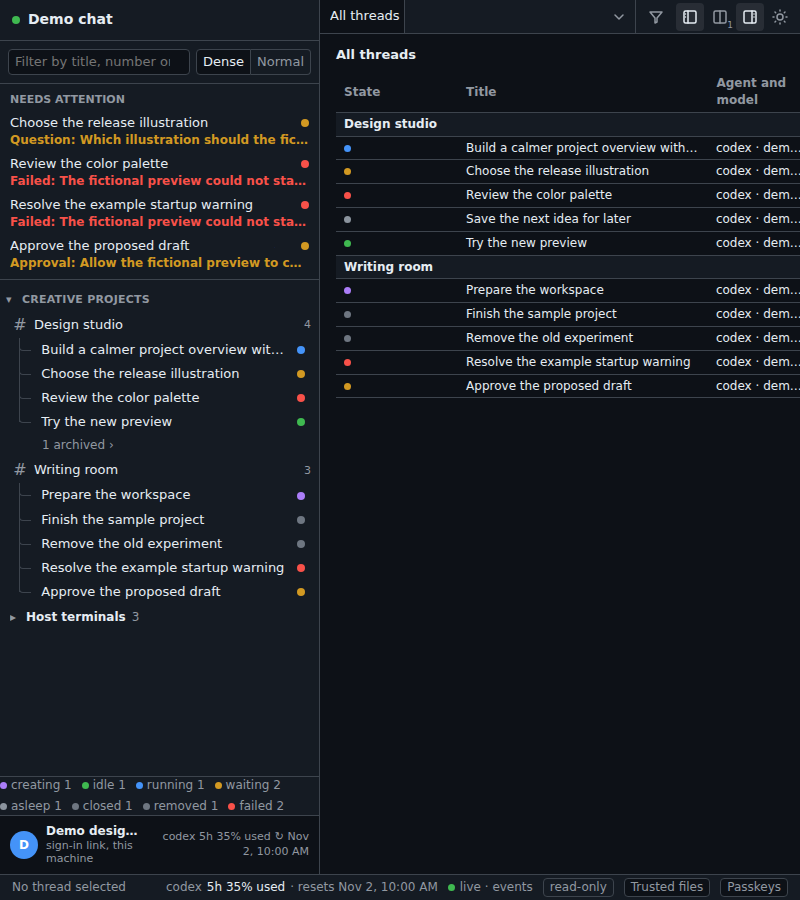 Demo chat
Filter by title, number or
Dense Normal
NEEDS ATTENTION
Choose the release illustration
Question: Which illustration should the fic…
Review the color palette
Failed: The fictional preview could not sta…
Resolve the example startup warning
Failed: The fictional preview could not sta…
Approve the proposed draft
Approval: Allow the fictional preview to c…
▾ CREATIVE PROJECTS
# Design studio 4
Build a calmer project overview wit…
Choose the release illustration
Review the color palette
Try the new preview
1 archived ›
# Writing room 3
Prepare the workspace
Finish the sample project
Remove the old experiment
Resolve the example startup warning
Approve the proposed draft
▸ Host terminals 3
creating 1 idle 1 running 1 waiting 2
asleep 1 closed 1 removed 1 failed 2
D
Demo desig…
sign-in link, this
machine
codex 5h 35% used ↻ Nov
2, 10:00 AM
All threads
1
All threads
State Title Agent and
model
Design studio
Build a calmer project overview with… codex · dem…
Choose the release illustration codex · dem…
Review the color palette codex · dem…
Save the next idea for later codex · dem…
Try the new preview codex · dem…
Writing room
Prepare the workspace codex · dem…
Finish the sample project codex · dem…
Remove the old experiment codex · dem…
Resolve the example startup warning codex · dem…
Approve the proposed draft codex · dem…
No thread selected codex 5h 35% used · resets Nov 2, 10:00 AM live · events read-only Trusted files Passkeys